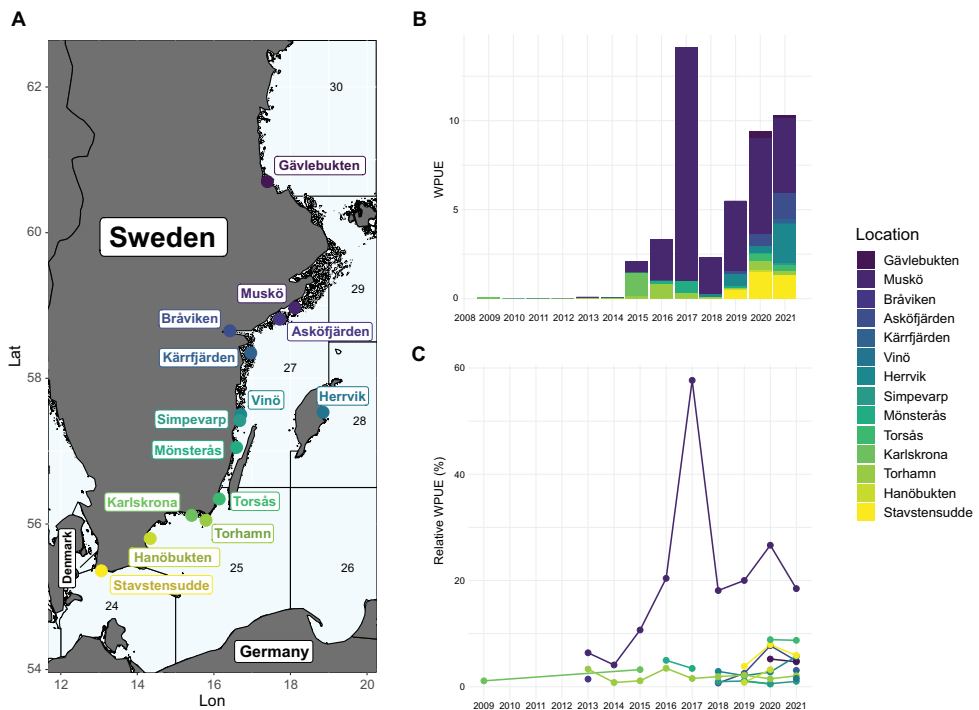 A
62
60
58
56
54
Lat
12
14
16
18
20
Lon
30
29
27
28
26
25
24
Gävlebukten
Sweden
Muskö
Bråviken
Asköfjärden
Kärrfjärden
Vinö
Herrvik
Simpevarp
Mönsterås
Karlskrona
Torsås
Torhamn
Hanöbukten
Denmark
Stavstensudde
Germany
B
WPUE
10
5
0
2008 2009 2010 2011 2012 2013 2014 2015 2016 2017 2018 2019 2020 2021
C
Relative WPUE (%)
60
40
20
0
2009 2010 2011 2012 2013 2014 2015 2016 2017 2018 2019 2020 2021
Location
Gävlebukten
Muskö
Bråviken
Asköfjärden
Kärrfjärden
Vinö
Herrvik
Simpevarp
Mönsterås
Torsås
Karlskrona
Torhamn
Hanöbukten
Stavstensudde